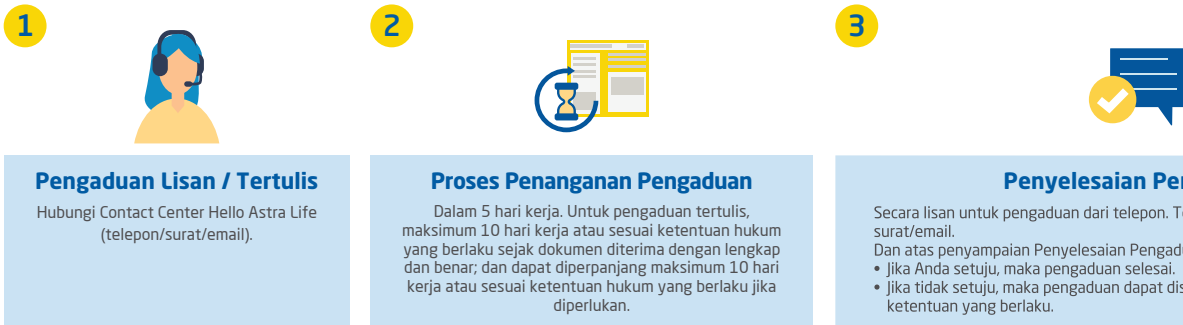 1
Pengaduan Lisan / Tertulis
Hubungi Contact Center Hello Astra Life
(telepon/surat/email).
2
Proses Penanganan Pengaduan
Dalam 5 hari kerja. Untuk pengaduan tertulis,
maksimum 10 hari kerja atau sesuai ketentuan hukum
yang berlaku sejak dokumen diterima dengan lengkap
dan benar; dan dapat diperpanjang maksimum 10 hari
kerja atau sesuai ketentuan hukum yang berlaku jika
diperlukan.
3
Penyelesaian
Secara lisan untuk pengaduan dari telepon.
surat/email.
Dan atas penyampaian Penyelesaian
• Jika Anda setuju, maka pengaduan selesai.
• Jika tidak setuju, maka pengaduan dapat
ketentuan yang berlaku.